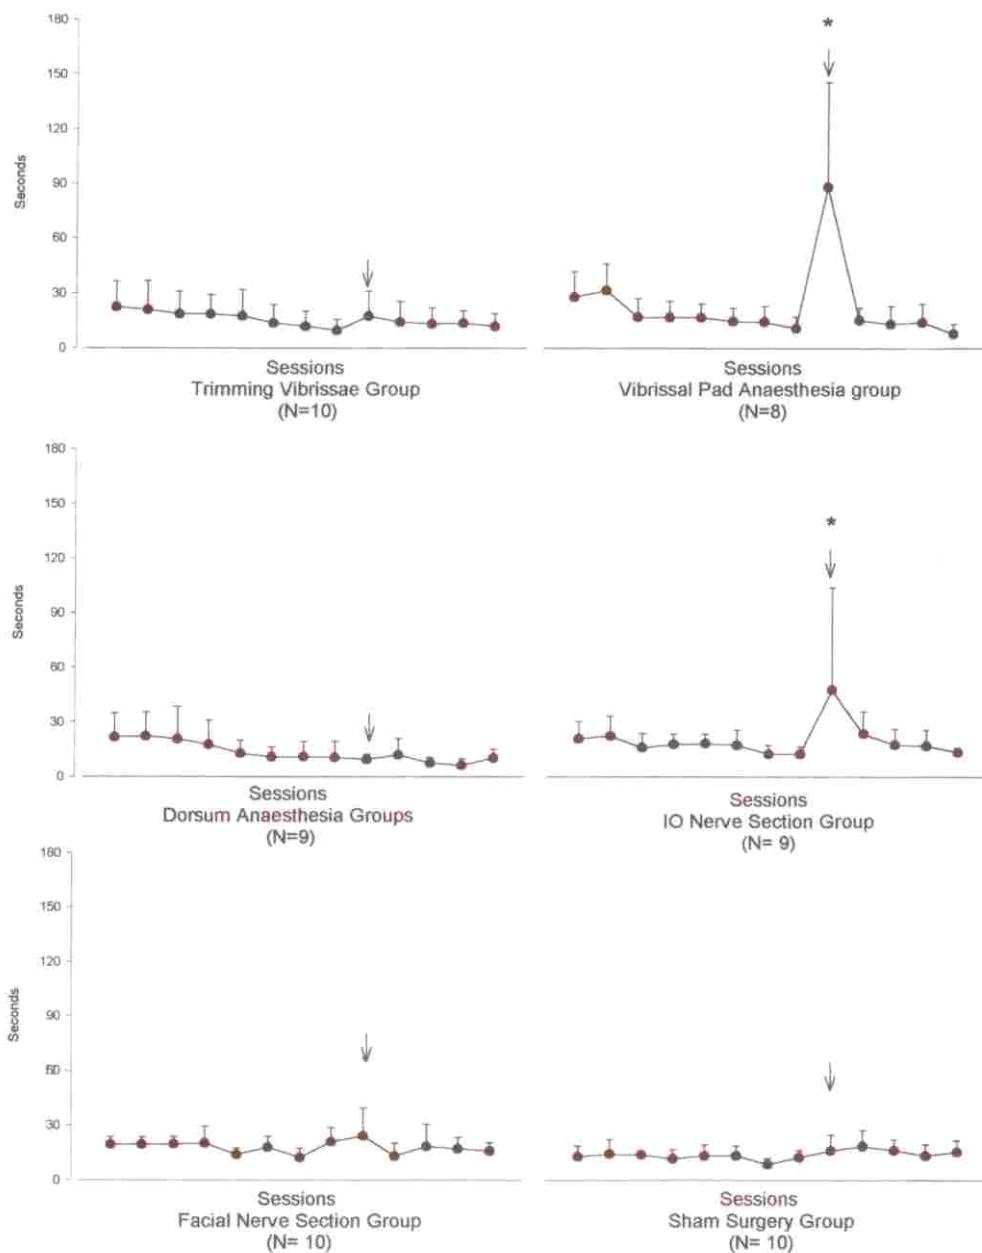 180
150
120
90
60
30
0
Seconds
Sessions
Trimming Vibrissae Group
(N=10)
*
Sessions
Vibrissal Pad Anaesthesia group
(N=8)
180
150
120
90
60
30
0
Seconds
Sessions
Dorsum Anaesthesia Groups
(N=9)
*
Sessions
IO Nerve Section Group
(N= 9)
180
150
120
90
60
30
0
Seconds
Sessions
Facial Nerve Section Group
(N= 10)
Sessions
Sham Surgery Group
(N= 10)